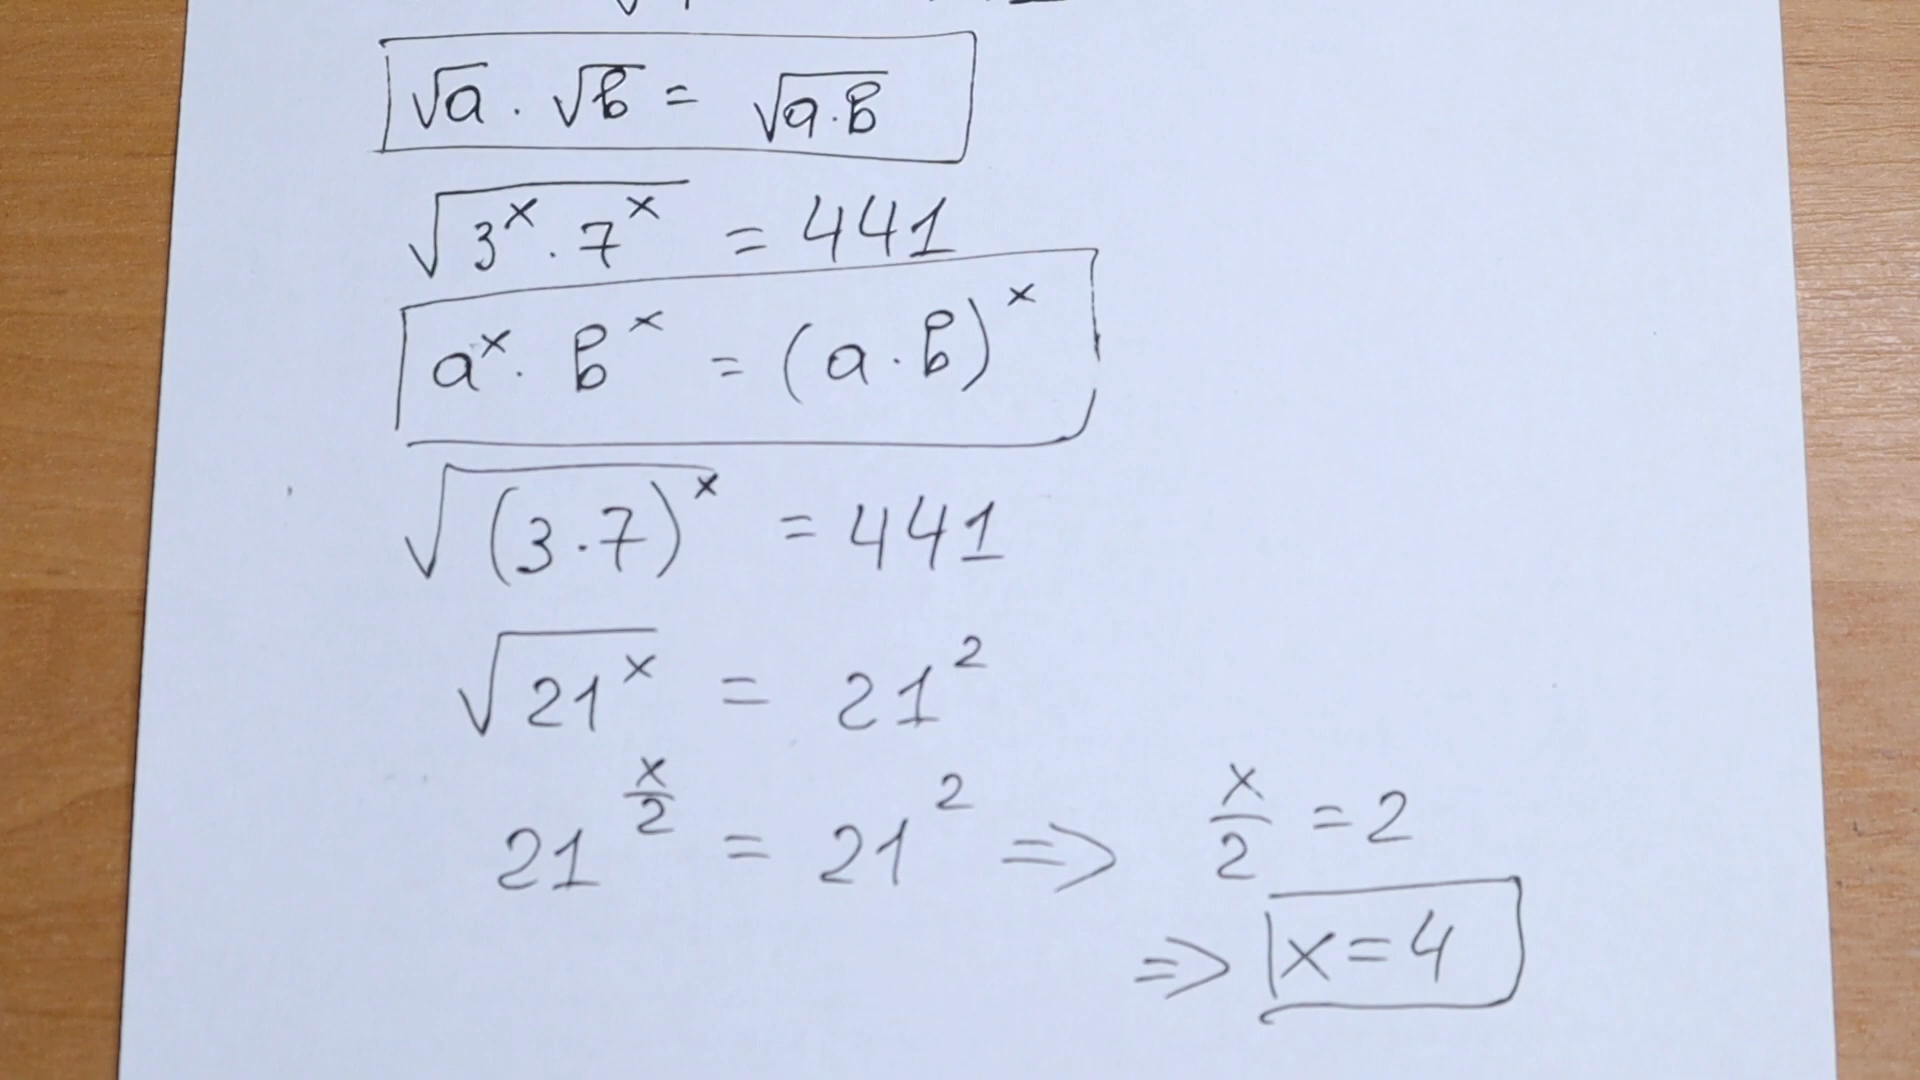 √a · √b = √a·b
√3^x · 7^x = 441
a^x · b^x = (a · b)^x
√(3·7)^x = 441
√21^x = 21^2
21^(x/2) = 21^2 ⇒ x/2 = 2
⇒ x = 4